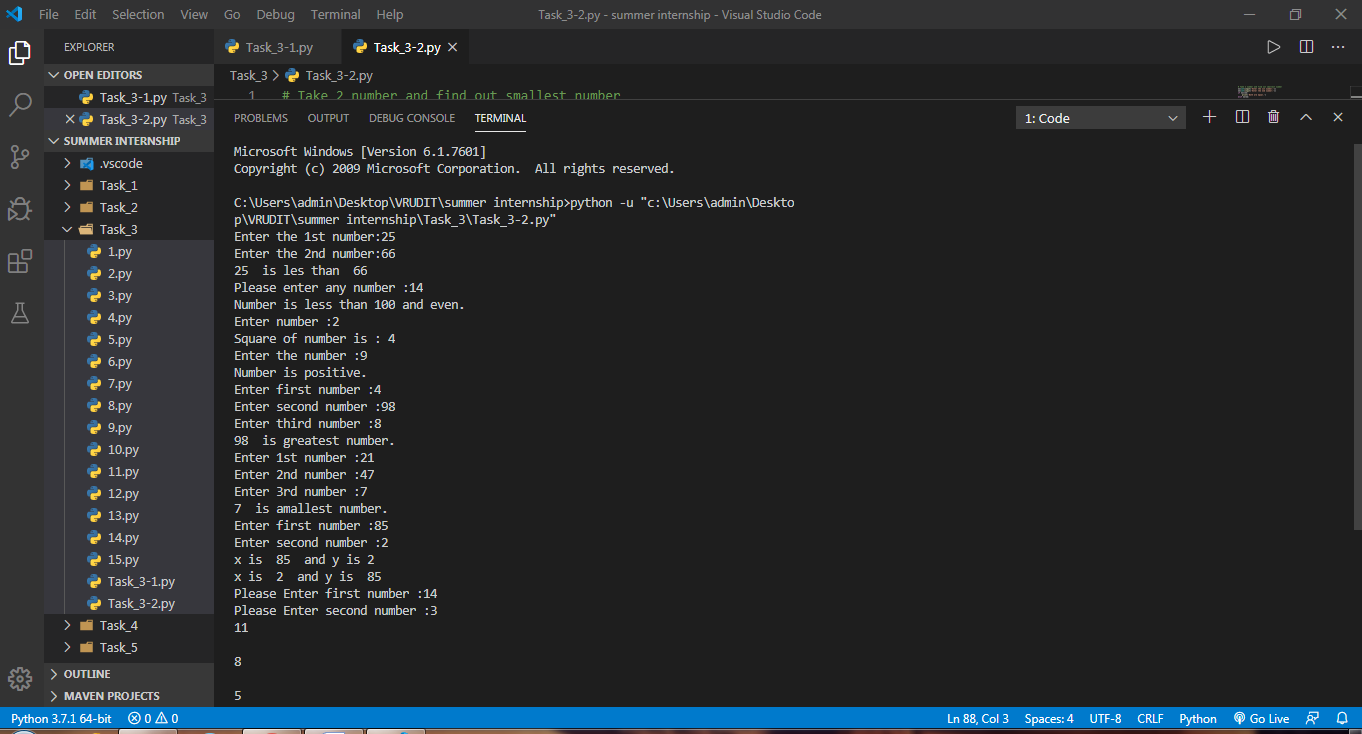 File Edit Selection View Go Debug Terminal Help Task_3-2.py - summer internship - Visual Studio Code
EXPLORER
OPEN EDITORS
Task_3-1.py Task_3
Task_3-2.py Task_3
SUMMER INTERNSHIP
.vscode
Task_1
Task_2
Task_3
1.py
2.py
3.py
4.py
5.py
6.py
7.py
8.py
9.py
10.py
11.py
12.py
13.py
14.py
15.py
Task_3-1.py
Task_3-2.py
Task_4
Task_5
OUTLINE
MAVEN PROJECTS
Task_3-1.py Task_3-2.py
Task_3 > Task_3-2.py
1 # Take 2 number and find out smallest number
PROBLEMS OUTPUT DEBUG CONSOLE TERMINAL 1: Code
Microsoft Windows [Version 6.1.7601]
Copyright (c) 2009 Microsoft Corporation.  All rights reserved.
C:\Users\admin\Desktop\VRUDIT\summer internship>python -u "c:\Users\admin\Deskto
p\VRUDIT\summer internship\Task_3\Task_3-2.py"
Enter the 1st number:25
Enter the 2nd number:66
25  is les than  66
Please enter any number :14
Number is less than 100 and even.
Enter number :2
Square of number is : 4
Enter the number :9
Number is positive.
Enter first number :4
Enter second number :98
Enter third number :8
98  is greatest number.
Enter 1st number :21
Enter 2nd number :47
Enter 3rd number :7
7  is amallest number.
Enter first number :85
Enter second number :2
x is  85  and y is 2
x is  2  and y is  85
Please Enter first number :14
Please Enter second number :3
11
8
5
Python 3.7.1 64-bit 0 0 Ln 88, Col 3 Spaces: 4 UTF-8 CRLF Python Go Live